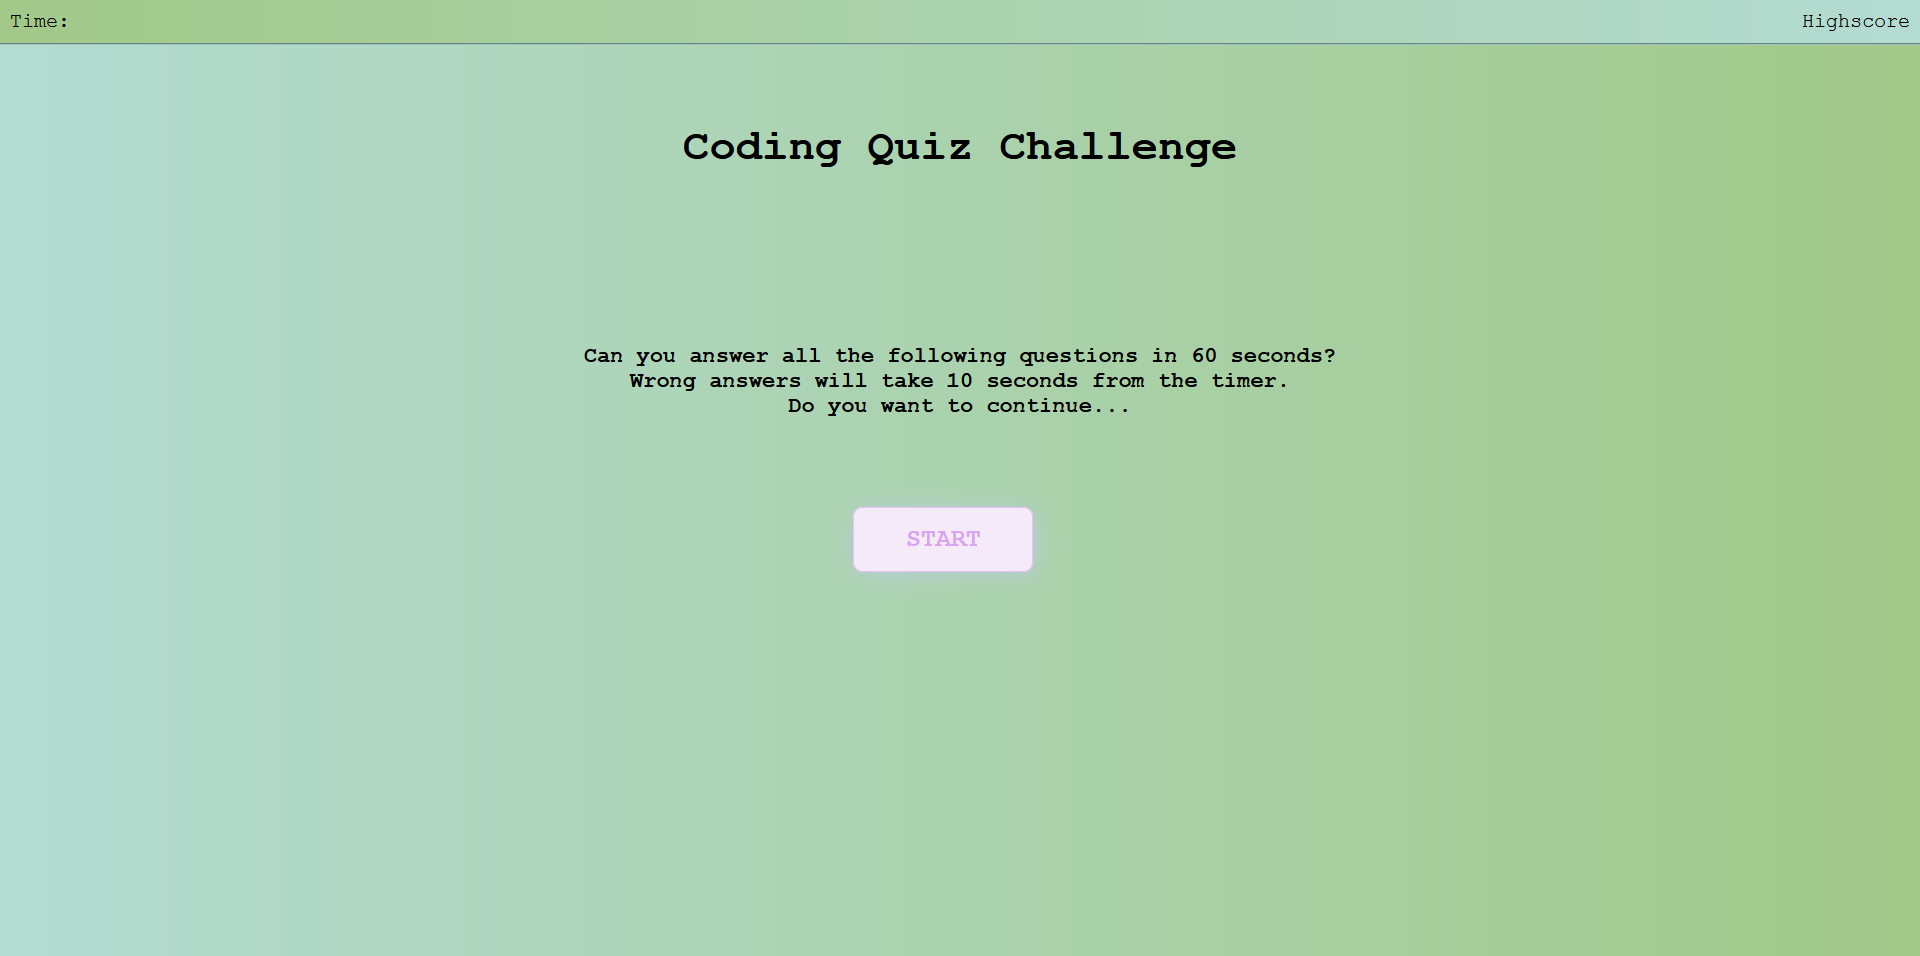 Time:
Highscore
Coding Quiz Challenge
Can you answer all the following questions in 60 seconds?
Wrong answers will take 10 seconds from the timer.
Do you want to continue...
START